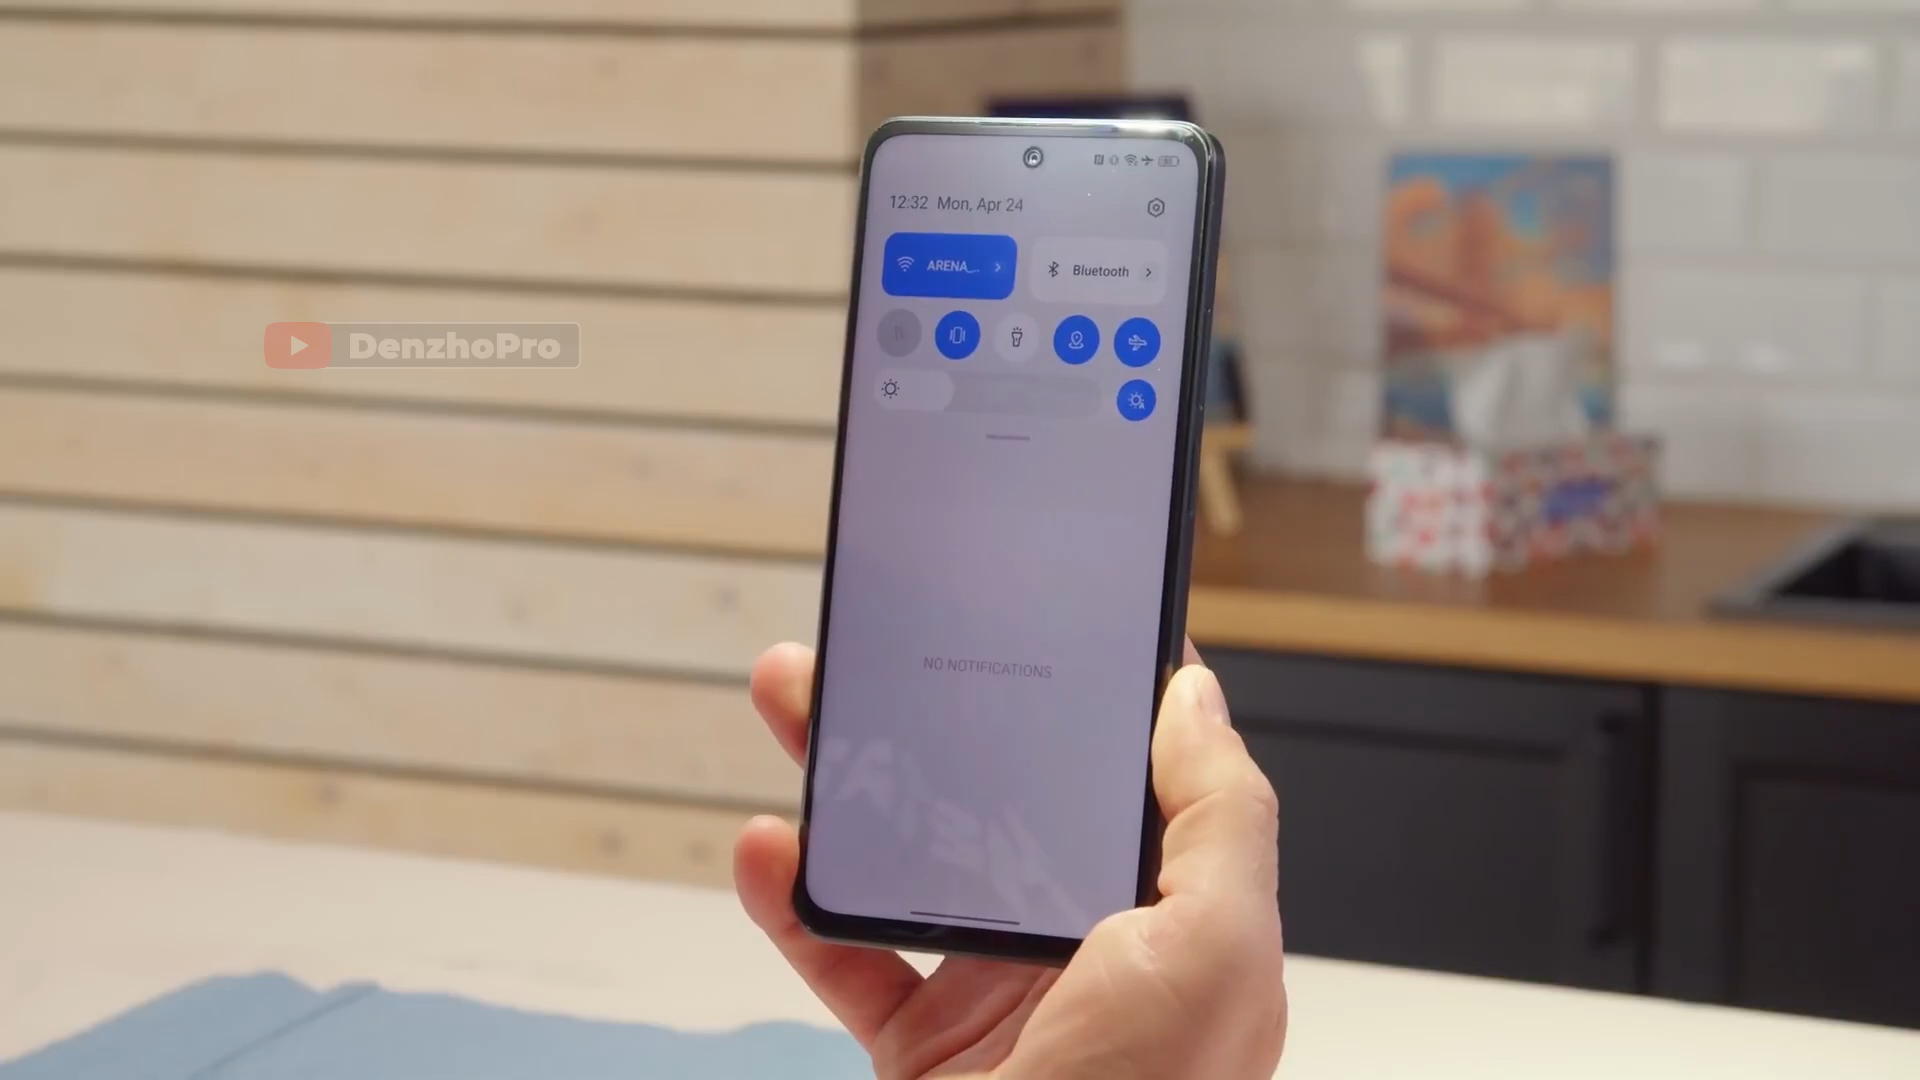 12:32 Mon, Apr 24
ARENA_...
Bluetooth
DenzhoPro
NO NOTIFICATIONS